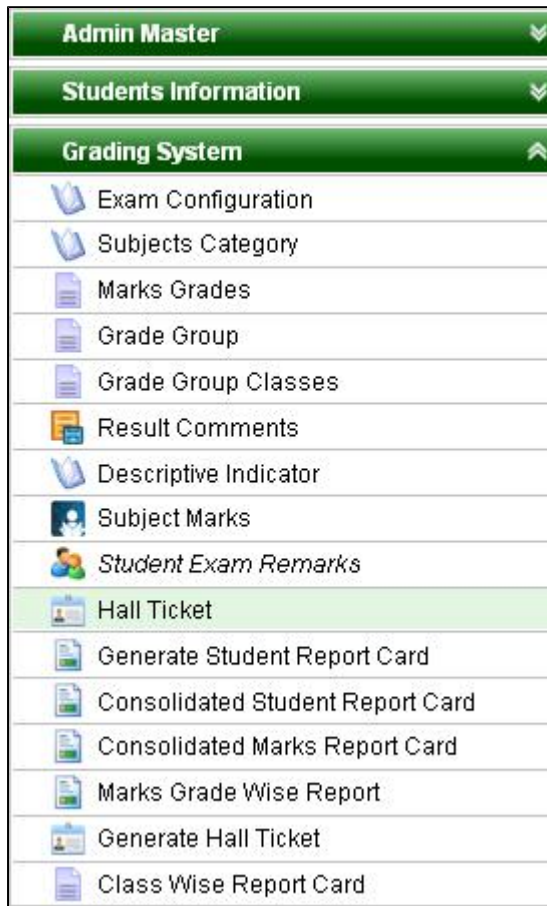 Admin Master
Students Information
Grading System
Exam Configuration
Subjects Category
Marks Grades
Grade Group
Grade Group Classes
Result Comments
Descriptive Indicator
Subject Marks
Student Exam Remarks
Hall Ticket
Generate Student Report Card
Consolidated Student Report Card
Consolidated Marks Report Card
Marks Grade Wise Report
Generate Hall Ticket
Class Wise Report Card